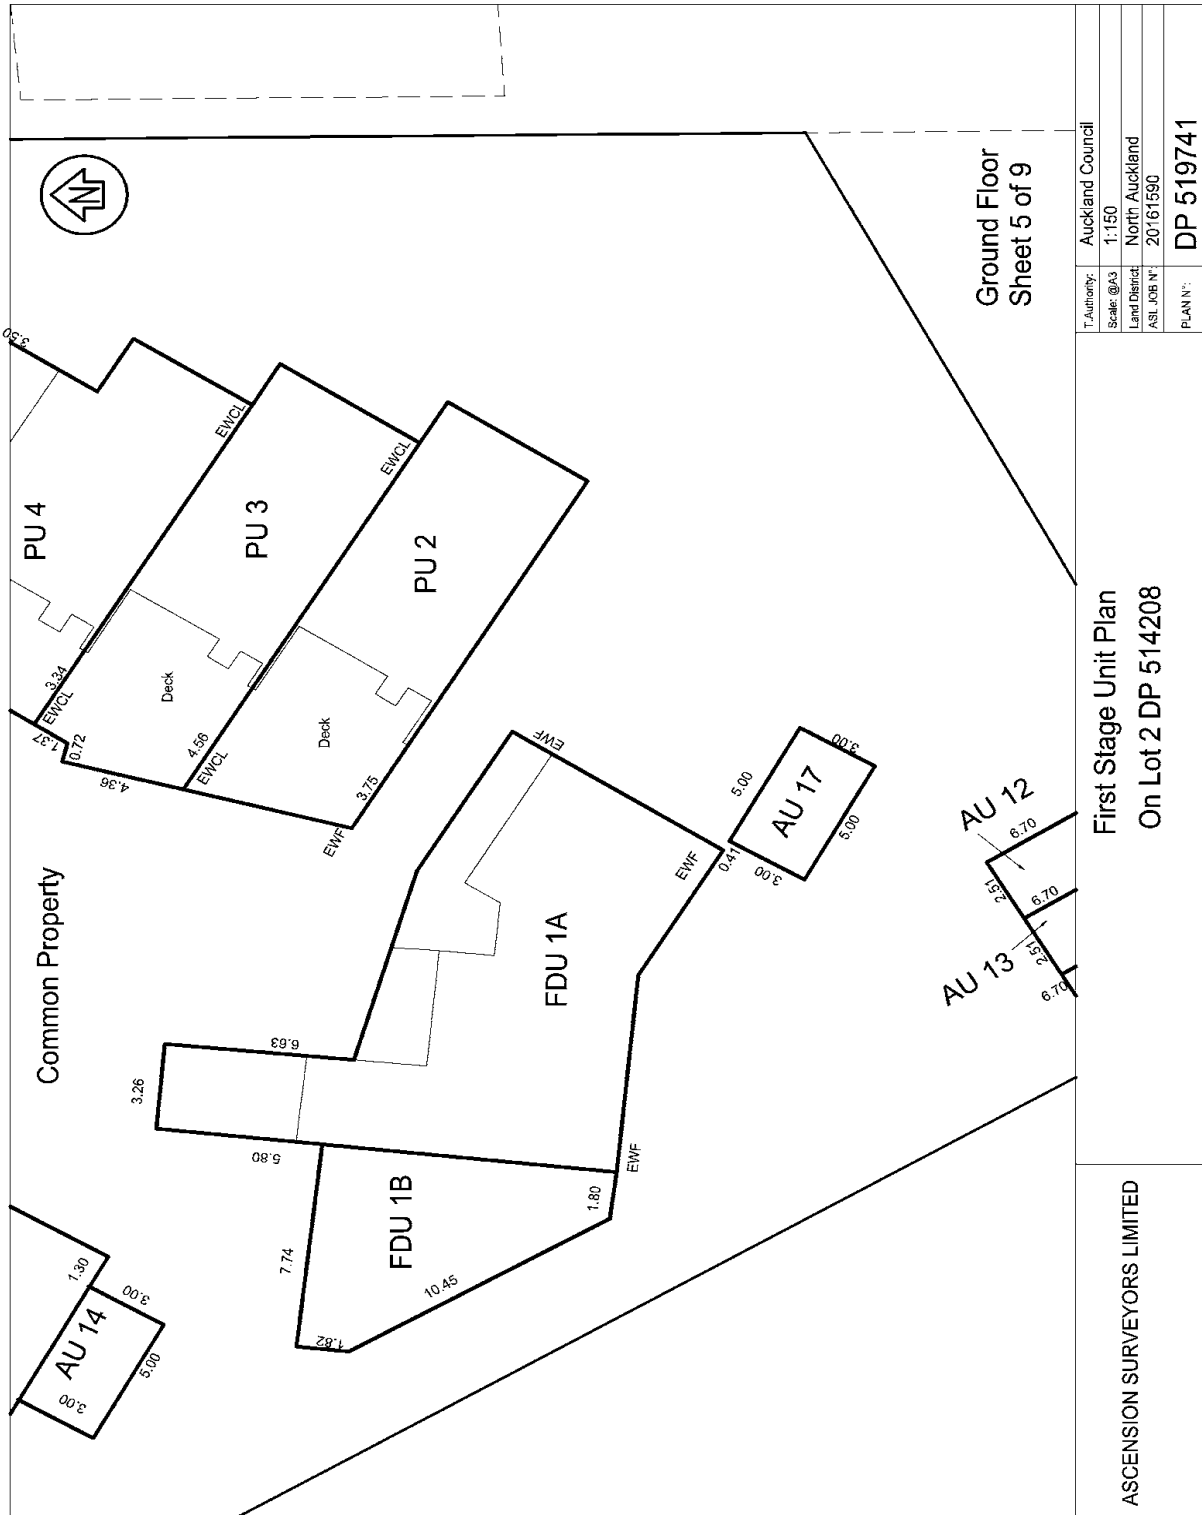 3.50
PU 4
EWCL
PU 3
EWCL
PU 2
3.34
EWCL
1.37
0.72
Deck
4.36
4.56
EWCL
Deck
3.75
EWF
Common Property
EWF
EWF
0.41
FDU 1A
6.63
3.26
5.80
EWF
1.80
FDU 1B
7.74
10.45
1.82
1.30
3.00
AU 14
5.00
3.00
5.00
3.00
AU 17
5.00
3.00
AU 12
6.70
2.51
6.70
AU 13
2.51
6.70
N
Ground Floor
Sheet 5 of 9
ASCENSION SURVEYORS LIMITED
First Stage Unit Plan
On Lot 2 DP 514208
T.Authority: Auckland Council
Scale: @A3 1:150
Land District: North Auckland
ASL JOB Nº: 20161590
PLAN Nº: DP 519741